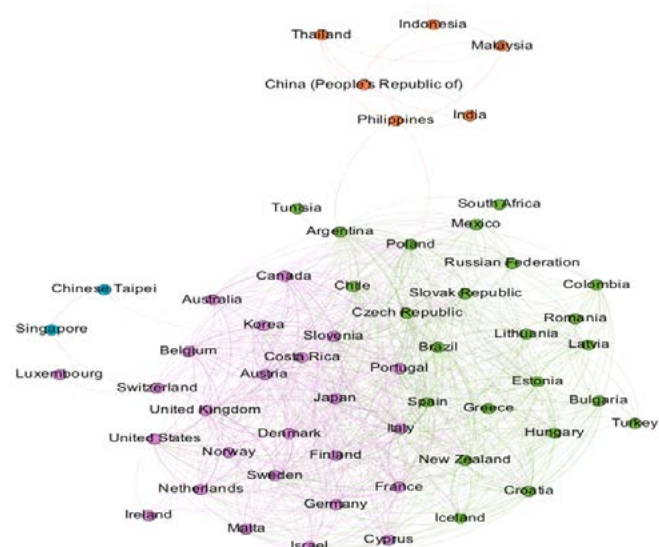 Indonesia
Thailand
Malaysia
China (People's Republic of)
Philippines
India
Tunisia
South Africa
Mexico
Argentina
Poland
Russian Federation
Canada
Chile
Colombia
Chinese Taipei
Slovak Republic
Australia
Czech Republic
Romania
Korea
Singapore
Slovenia
Lithuania
Latvia
Belgium
Costa Rica
Brazil
Luxembourg
Austria
Portugal
Switzerland
Estonia
Japan
Spain
Bulgaria
United Kingdom
Greece
Turkey
United States
Denmark
Italy
Hungary
Norway
Finland
New Zealand
Sweden
Netherlands
France
Croatia
Germany
Ireland
Iceland
Malta
Cyprus
Israel